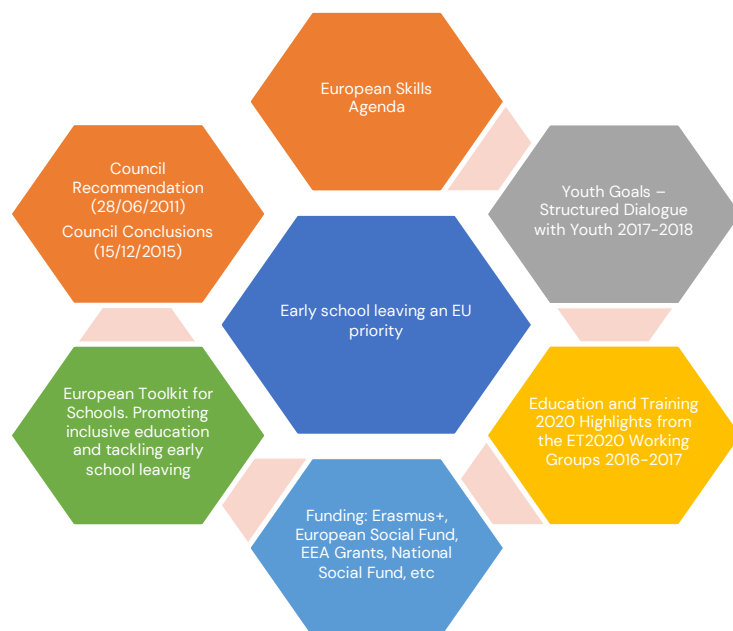 European Skills
Agenda
Council
Recommendation
(28/06/2011)
Council Conclusions
(15/12/2015)
Youth Goals –
Structured Dialogue
with Youth 2017-2018
Early school leaving an EU
priority
European Toolkit for
Schools. Promoting
inclusive education
and tackling early
school leaving
Education and Training
2020 Highlights from
the ET2020 Working
Groups 2016-2017
Funding: Erasmus+,
European Social Fund,
EEA Grants, National
Social Fund, etc